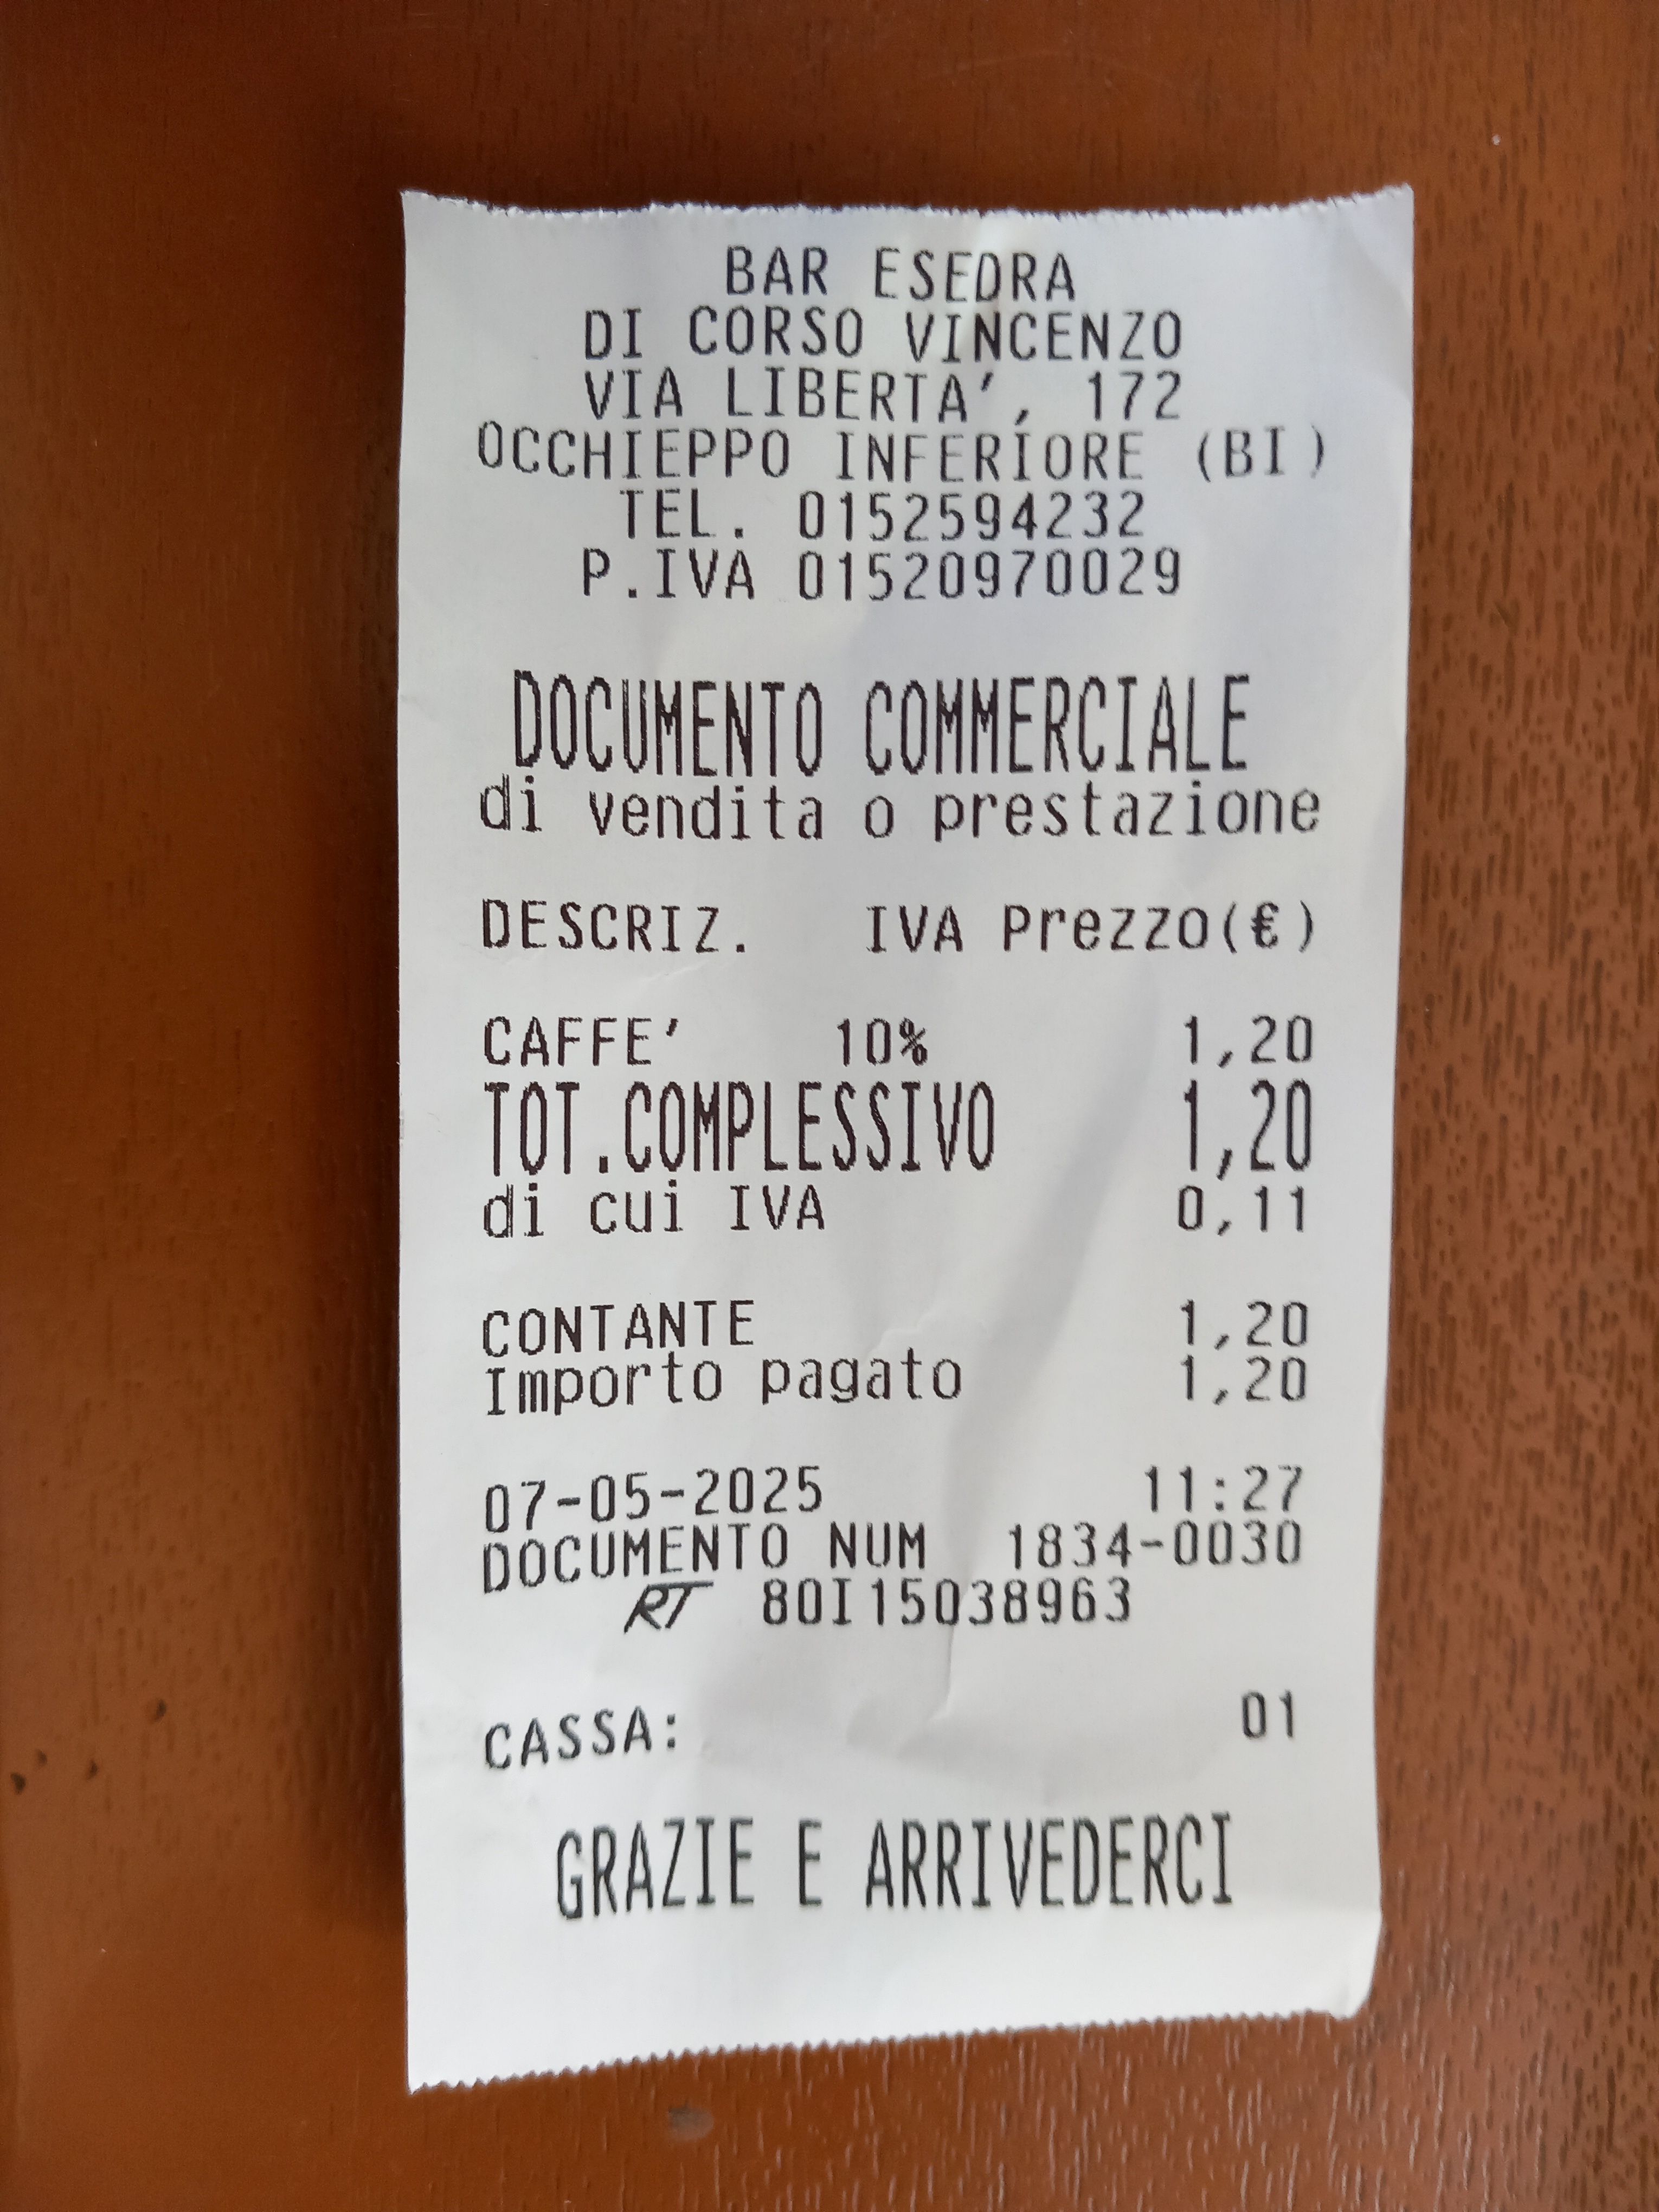 BAR ESEDRA
DI CORSO VINCENZO
VIA LIBERTA', 172
OCCHIEPPO INFERIORE (BI)
TEL. 0152594232
P.IVA 01520970029
DOCUMENTO COMMERCIALE
di vendita o prestazione
DESCRIZ. IVA Prezzo(€)
CAFFE' 10% 1,20
TOT.COMPLESSIVO 1,20
di cui IVA 0,11
CONTANTE 1,20
Importo pagato 1,20
07-05-2025 11:27
DOCUMENTO NUM 1834-0030
RT 80I15038963
CASSA: 01
GRAZIE E ARRIVEDERCI